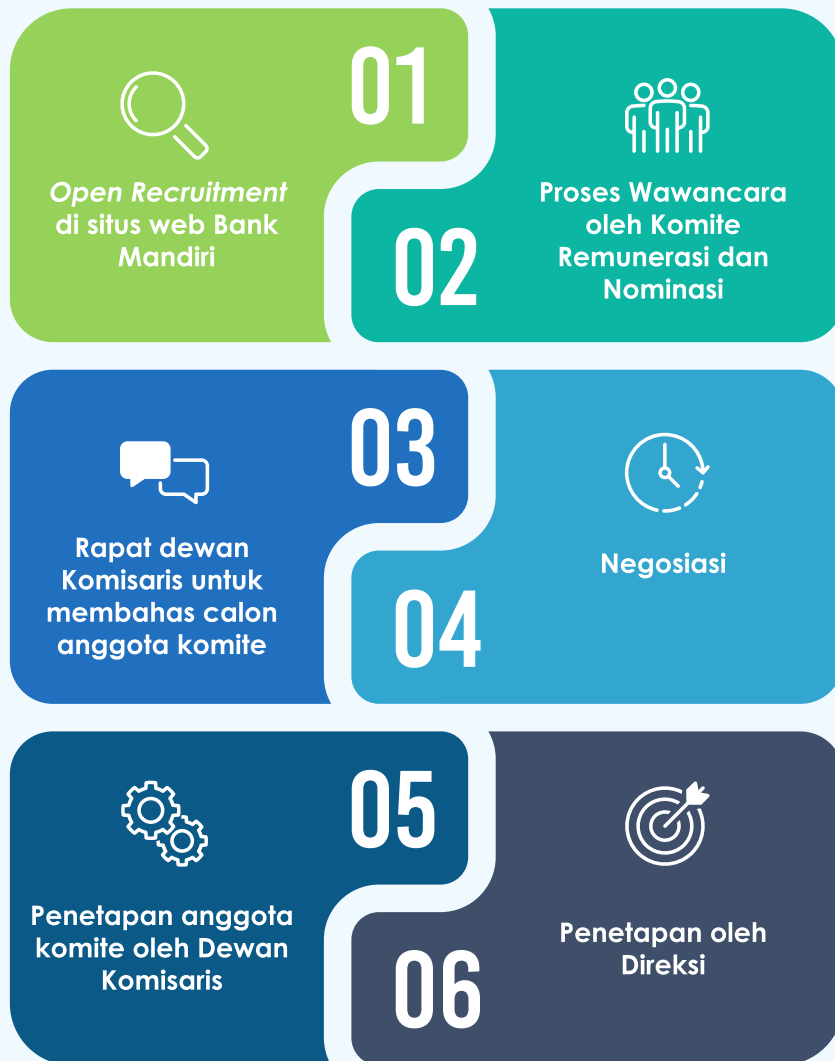 01
Open Recruitment
di situs web Bank
Mandiri
02
Proses Wawancara
oleh Komite
Remunerasi dan
Nominasi
03
Rapat dewan
Komisaris untuk
membahas calon
anggota komite
04
Negosiasi
05
Penetapan anggota
komite oleh Dewan
Komisaris
06
Penetapan oleh
Direksi